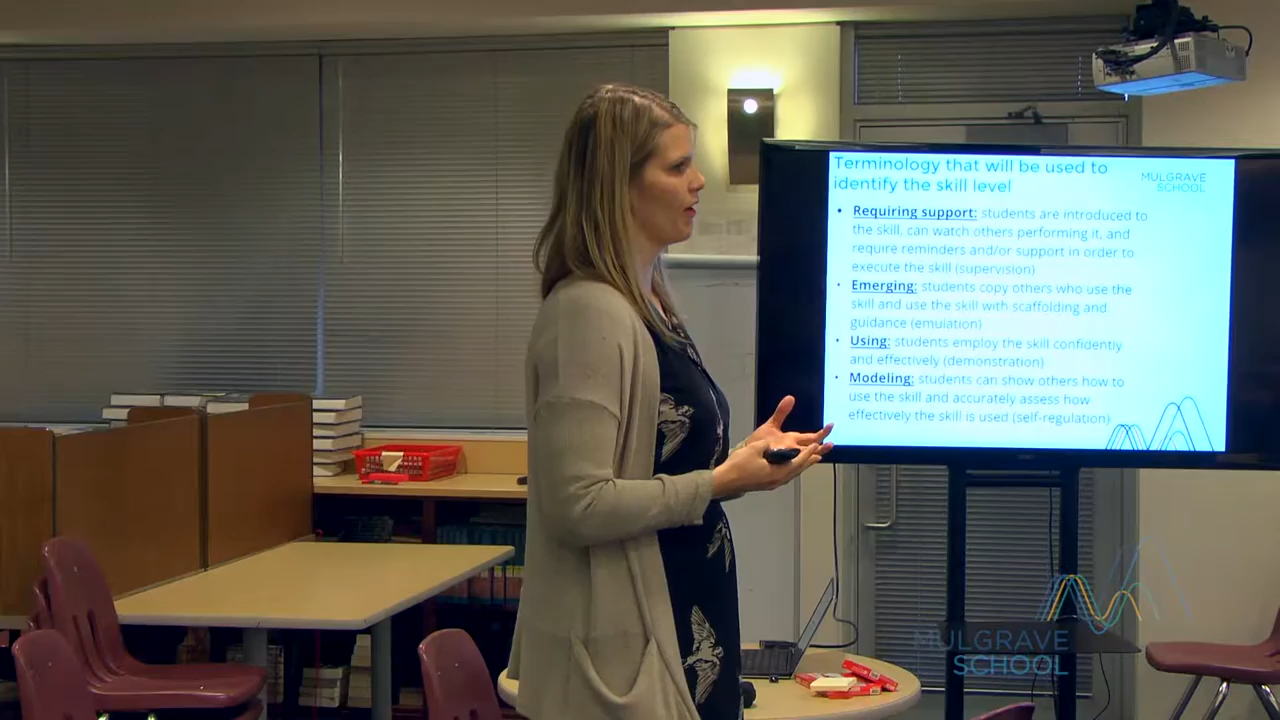 Terminology that will be used to
identify the skill level
MULGRAVE
SCHOOL
• Requiring support: students are introduced to
the skill, can watch others performing it, and
require reminders and/or support in order to
execute the skill (supervision)
• Emerging: students copy others who use the
skill and use the skill with scaffolding and
guidance (emulation)
• Using: students employ the skill confidently
and effectively (demonstration)
• Modeling: students can show others how to
use the skill and accurately assess how
effectively the skill is used (self-regulation)
MULGRAVE
SCHOOL